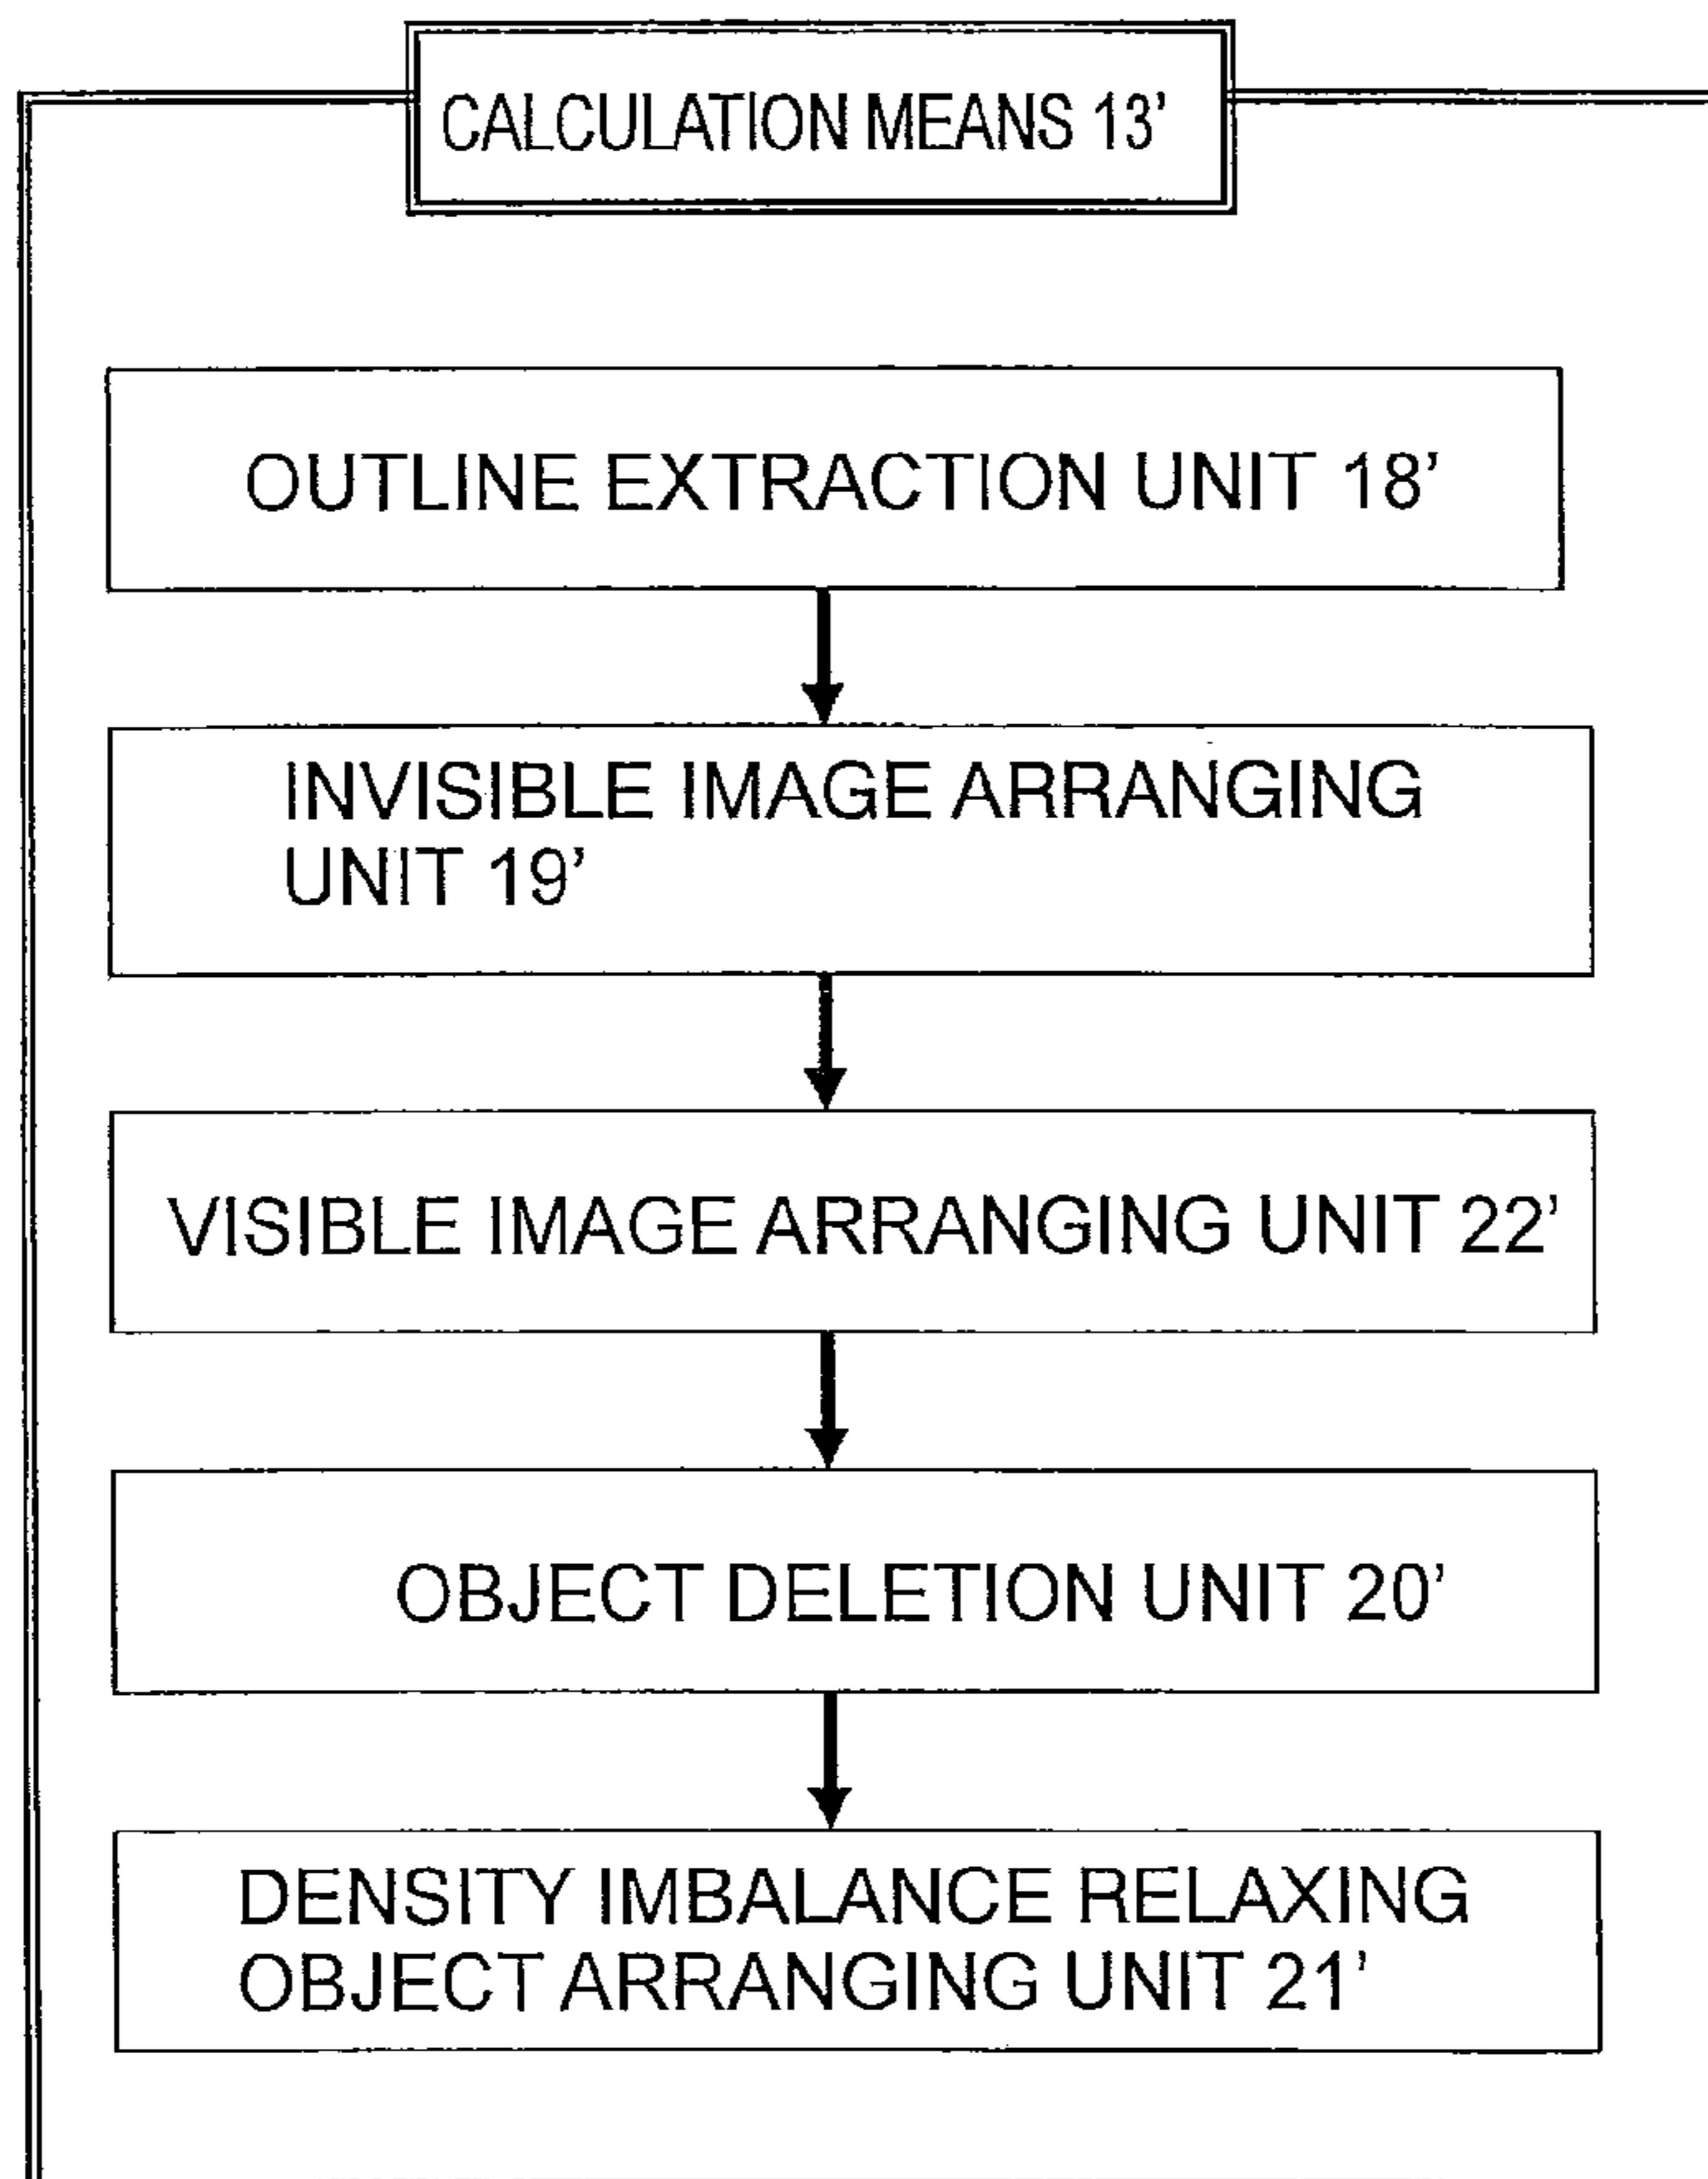 CALCULATION MEANS 13'
OUTLINE EXTRACTION UNIT 18'
INVISIBLE IMAGE ARRANGING
UNIT 19'
VISIBLE IMAGE ARRANGING UNIT 22'
OBJECT DELETION UNIT 20'
DENSITY IMBALANCE RELAXING
OBJECT ARRANGING UNIT 21'